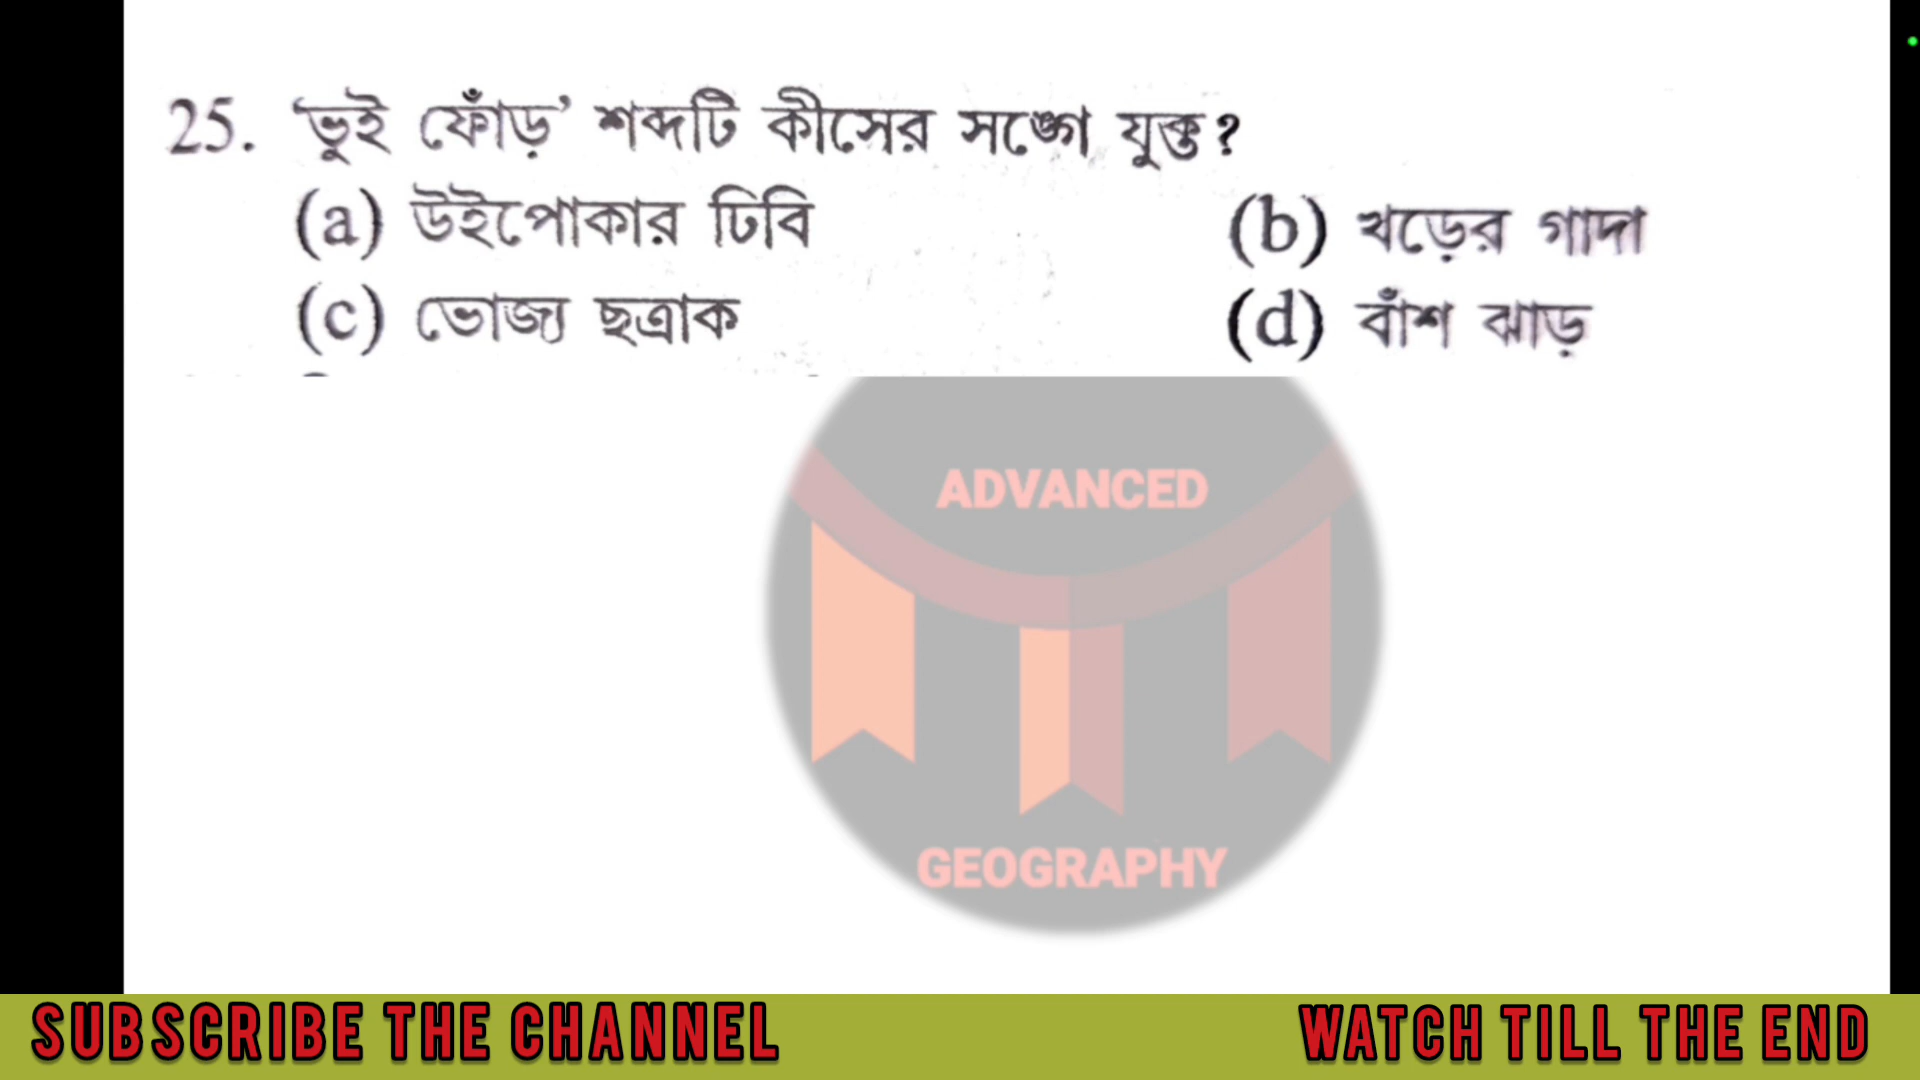 25. ‘ভুই ফোঁড়’ শব্দটি কীসের সঙ্গে যুক্ত?
(a) উইপোকার ঢিবি (b) খড়ের গাদা
(c) ভোজ্য ছত্রাক (d) বাঁশ ঝাড়
ADVANCED
GEOGRAPHY
SUBSCRIBE THE CHANNEL WATCH TILL THE END